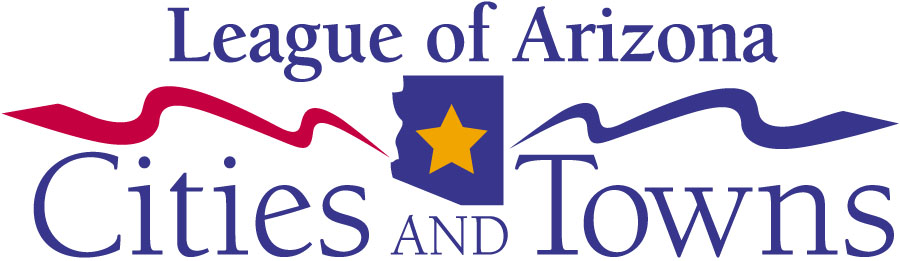 League of Arizona
Cities AND Towns